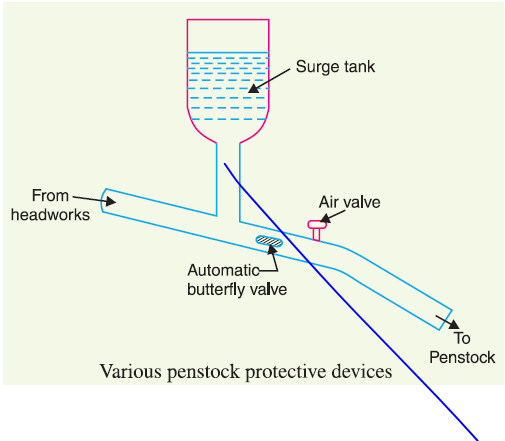 Surge tank
From
headworks
Air valve
Automatic
butterfly valve
To
Penstock
Various penstock protective devices